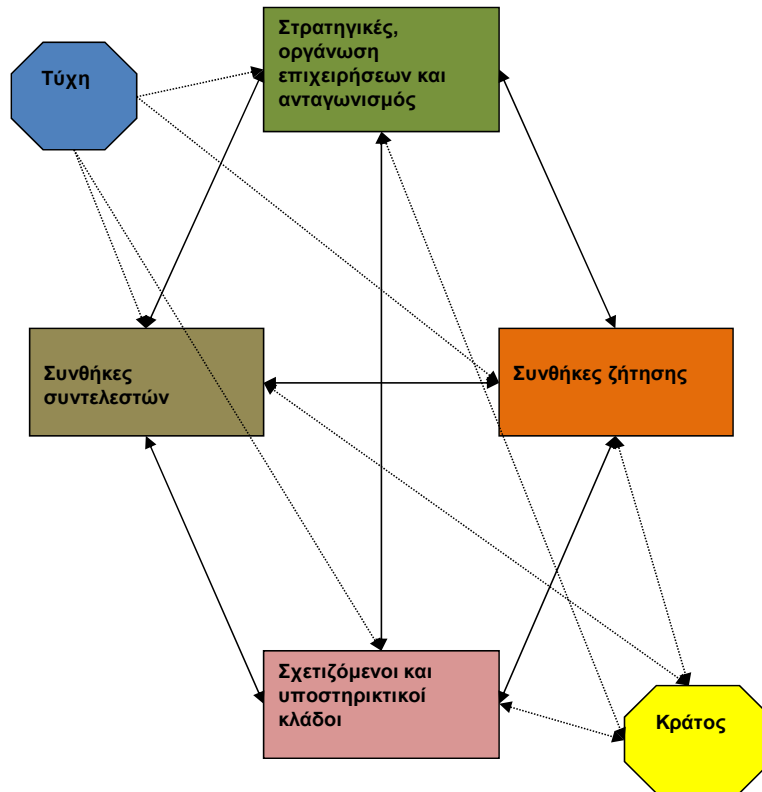 Στρατηγικές,
οργάνωση
επιχειρήσεων και
ανταγωνισμός
Τύχη
Συνθήκες
συντελεστών
Συνθήκες ζήτησης
Σχετιζόμενοι και
υποστηρικτικοί
κλάδοι
Κράτος